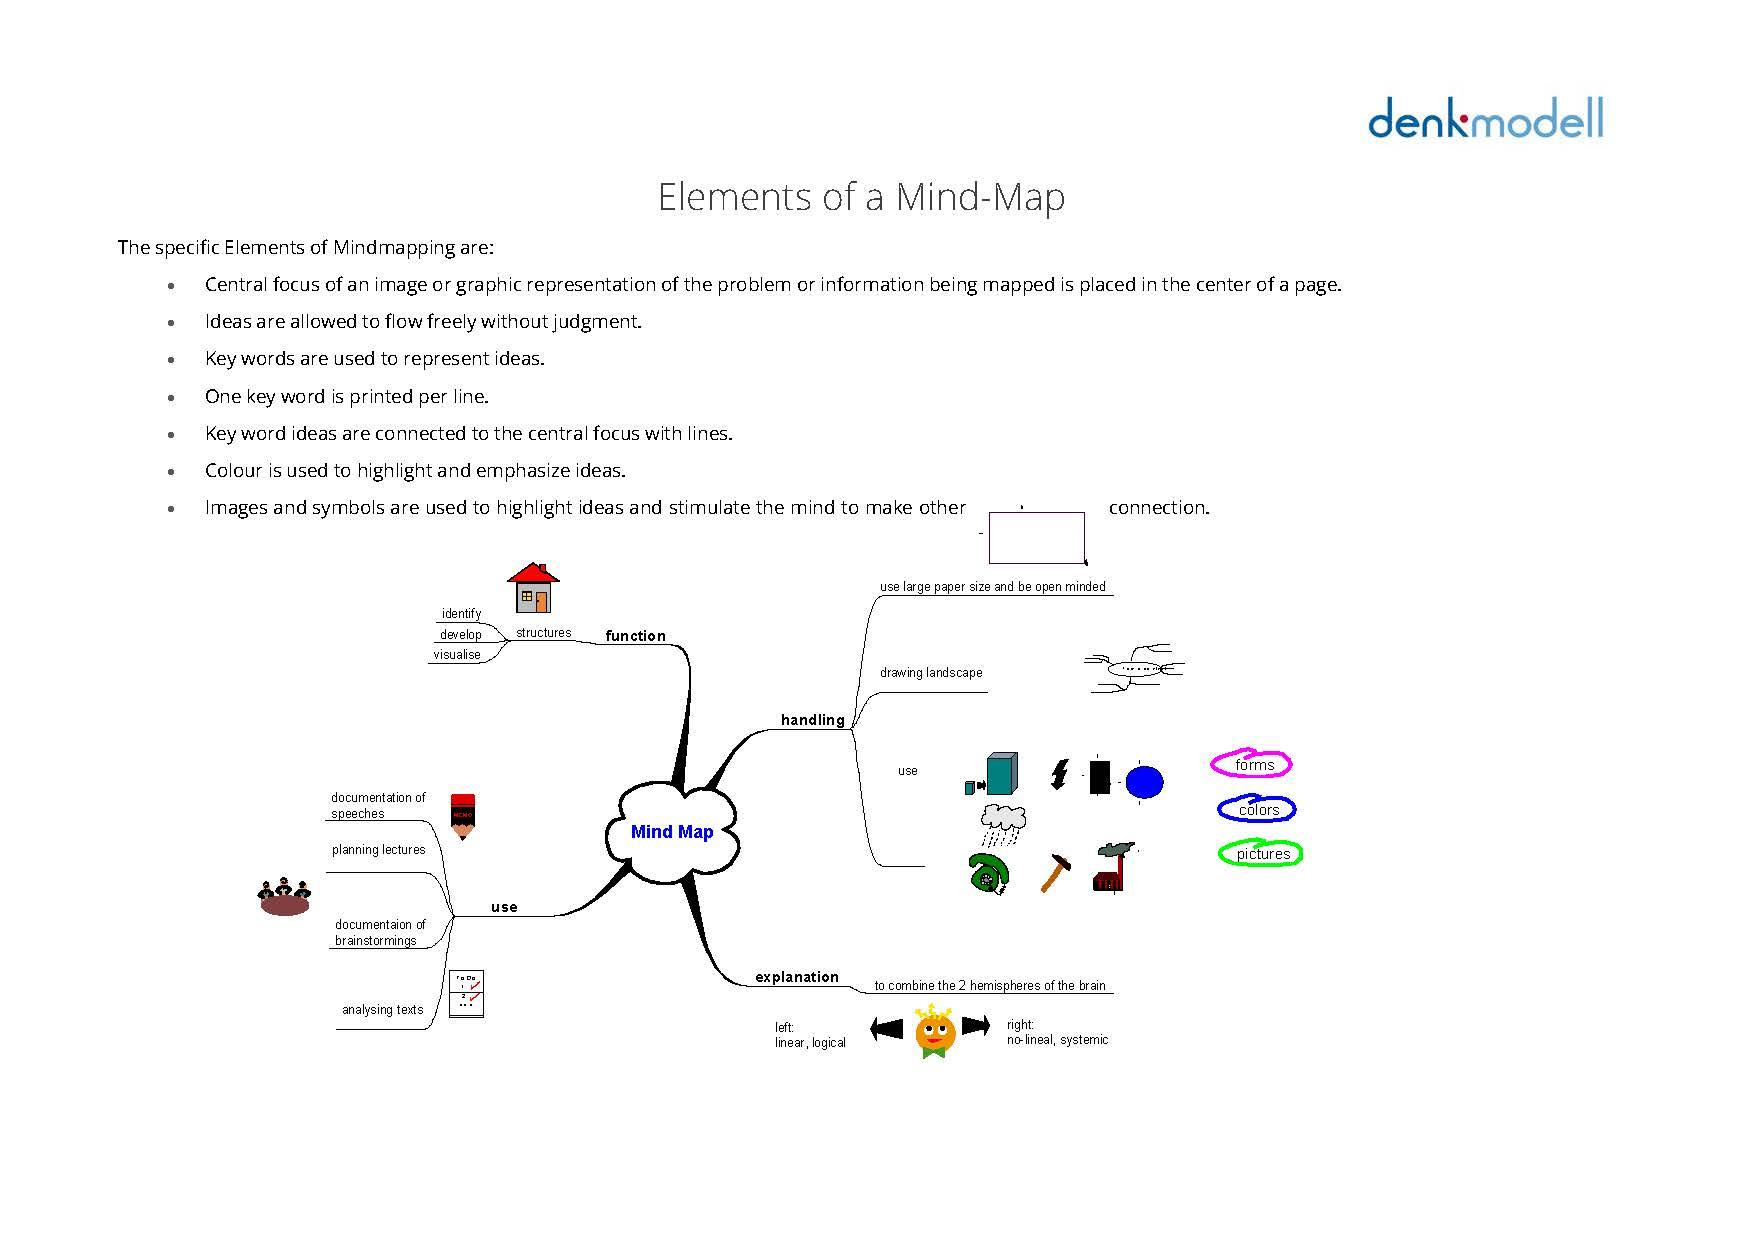 denkmodell
Elements of a Mind-Map
The specific Elements of Mindmapping are:
• Central focus of an image or graphic representation of the problem or information being mapped is placed in the center of a page.
• Ideas are allowed to flow freely without judgment.
• Key words are used to represent ideas.
• One key word is printed per line.
• Key word ideas are connected to the central focus with lines.
• Colour is used to highlight and emphasize ideas.
• Images and symbols are used to highlight ideas and stimulate the mind to make other connection.
identify
develop
visualise
structures
function
use large paper size and be open minded
drawing landscape
handling
use
forms
colors
pictures
Mind Map
documentation of
speeches
MEMO
planning lectures
use
documentaion of
brainstormings
analysing texts
To Do
1
2
explanation
to combine the 2 hemispheres of the brain
left:
linear, logical
right:
no-lineal, systemic